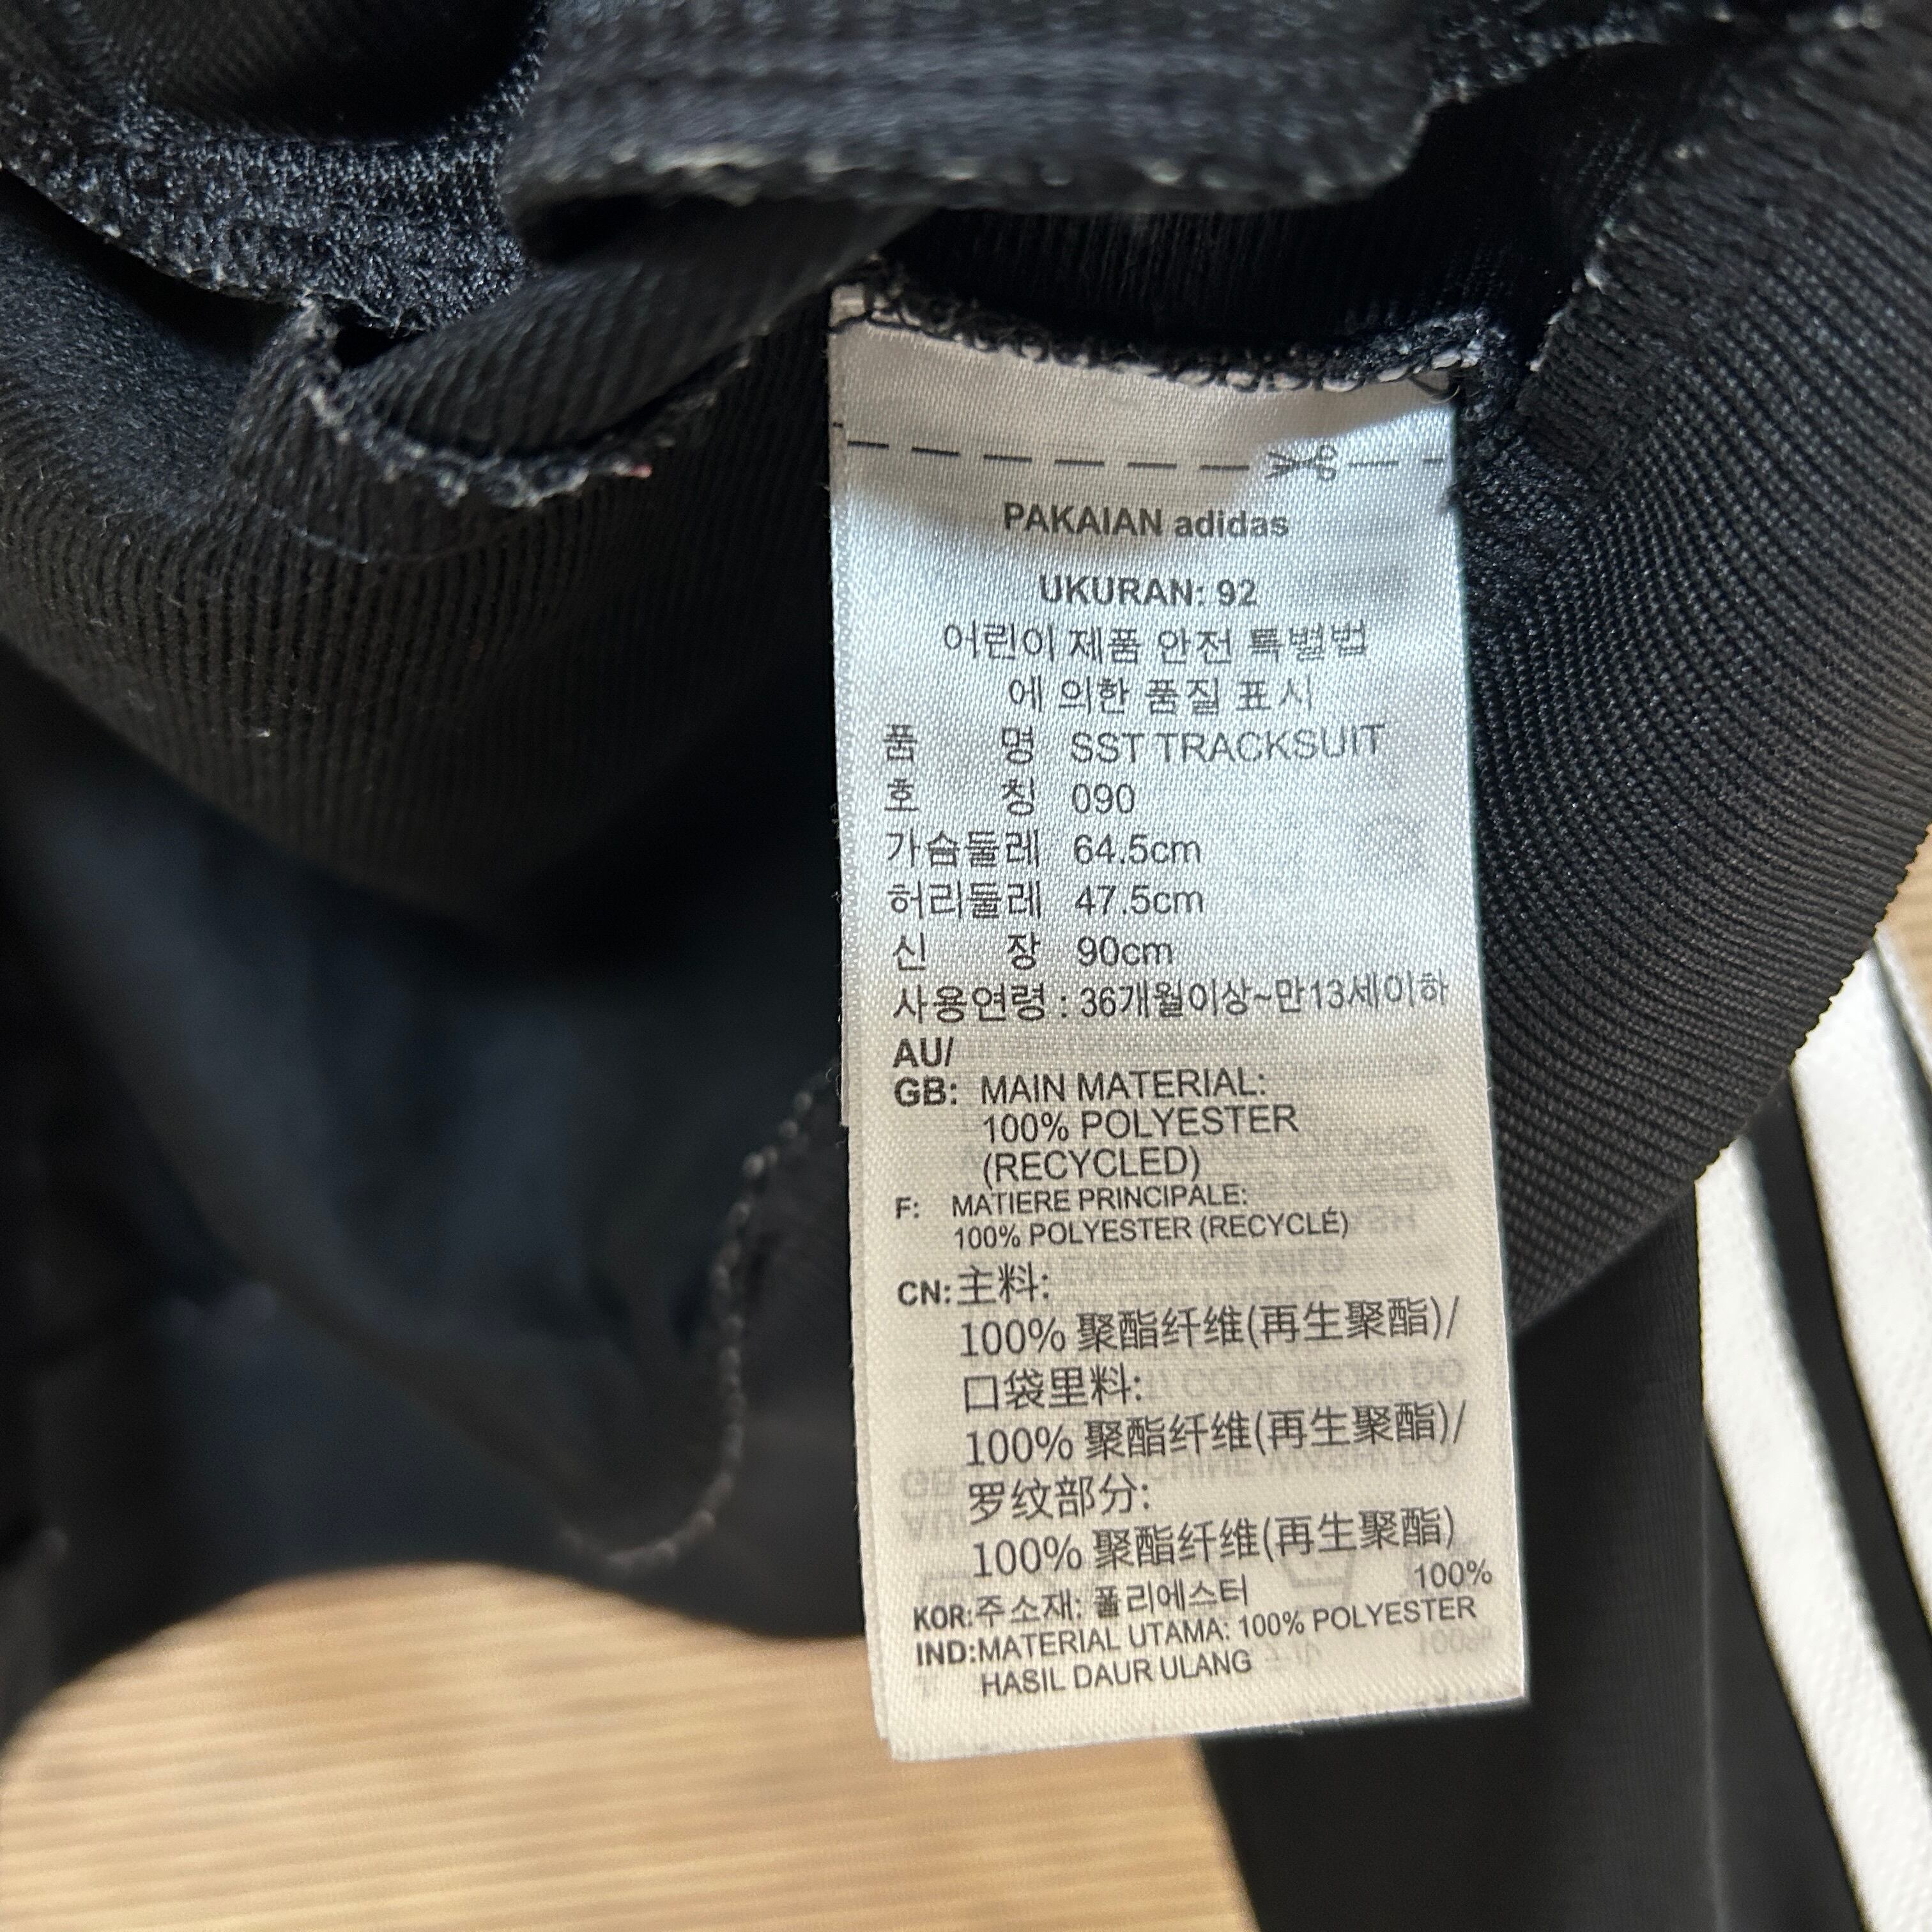 PAKAIAN adidas
UKURAN: 92
어린이 제품 안전 특별법
에 의한 품질 표시
품 명 SST TRACKSUIT
호 칭 090
가슴둘레 64.5cm
허리둘레 47.5cm
신 장 90cm
사용연령 : 36개월이상~만13세이하
AU/
GB: MAIN MATERIAL:
100% POLYESTER
(RECYCLED)
F: MATIERE PRINCIPALE:
100% POLYESTER (RECYCLÉ)
CN: 主料:
100% 聚酯纤维(再生聚酯)/
口袋里料:
100% 聚酯纤维(再生聚酯)/
罗纹部分:
100% 聚酯纤维(再生聚酯)
KOR:주소재: 폴리에스터 100%
IND:MATERIAL UTAMA: 100% POLYESTER
HASIL DAUR ULANG